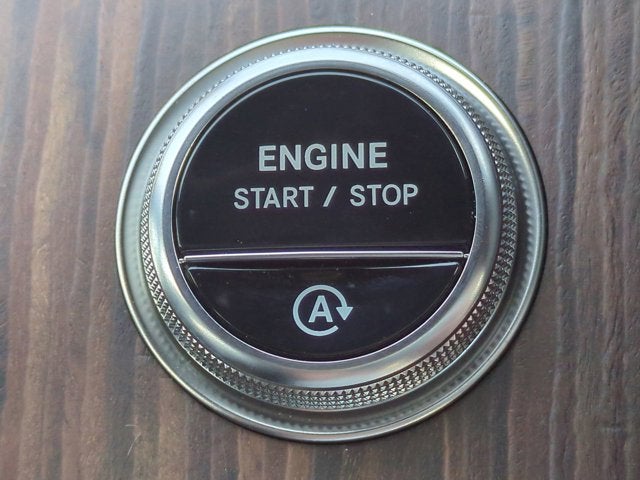 ENGINE
START / STOP
A